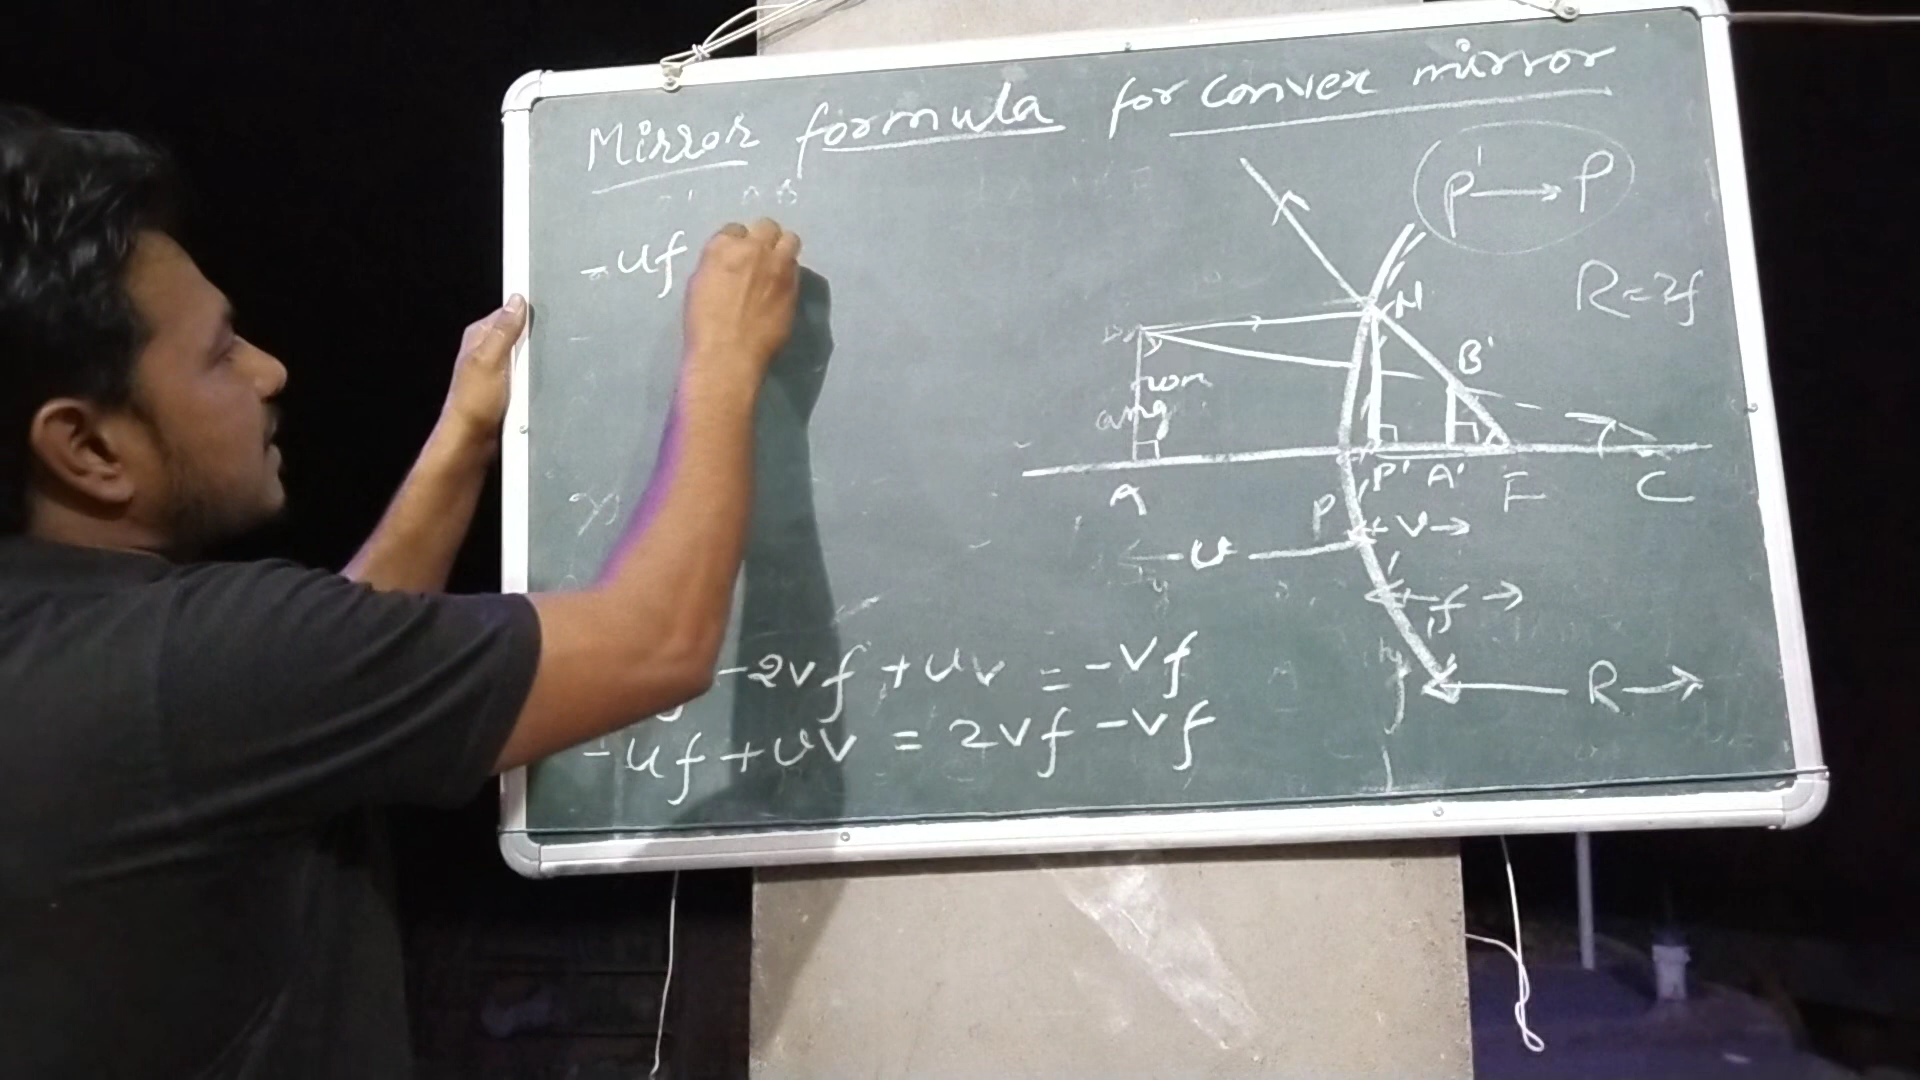 Mirror formula for convex mirror
P' → P
-uf
R=2f
N
B'
A
P' A' F C
P
v
u
f
R
-2vf + uv = -vf
-uf + uv = 2vf - vf